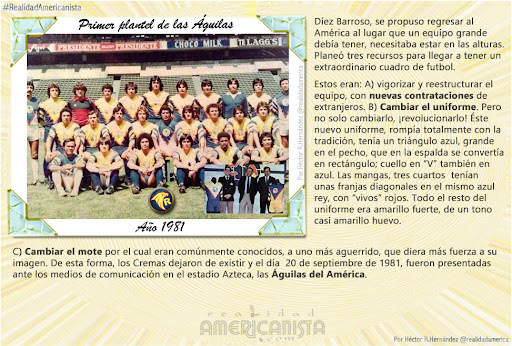 #RealidadAmericanista
Primer plantel de las Águilas
PRESIDENTE
PRESIDENTE
CHOCO MILK
Año 1981
Por Héctor R.Hernández @realidadamerica
Díez Barroso, se propuso regresar al
América al lugar que un equipo grande
debía tener, necesitaba estar en las alturas.
Planeó tres recursos para llegar a tener un
extraordinario cuadro de futbol.
Estos eran: A) vigorizar y reestructurar el
equipo, con nuevas contrataciones de
extranjeros. B) Cambiar el uniforme. Pero
no solo cambiarlo, ¡revolucionarlo! Éste
nuevo uniforme, rompía totalmente con la
tradición, tenía un triángulo azul, grande
en el pecho, que en la espalda se convertía
en rectángulo; cuello en “V” también en
azul. Las mangas, tres cuartos tenían
unas franjas diagonales en el mismo azul
rey, con “vivos” rojos. Todo el resto del
uniforme era amarillo fuerte, de un tono
casi amarillo huevo.
C) Cambiar el mote por el cual eran comúnmente conocidos, a uno más aguerrido, que diera más fuerza a su
imagen. De esta forma, los Cremas dejaron de existir y el día 20 de septiembre de 1981, fueron presentadas
ante los medios de comunicación en el estadio Azteca, las Águilas del América.
realidad
AMERICANISTA
.com
Por Héctor R.Hernández @realidadamerica